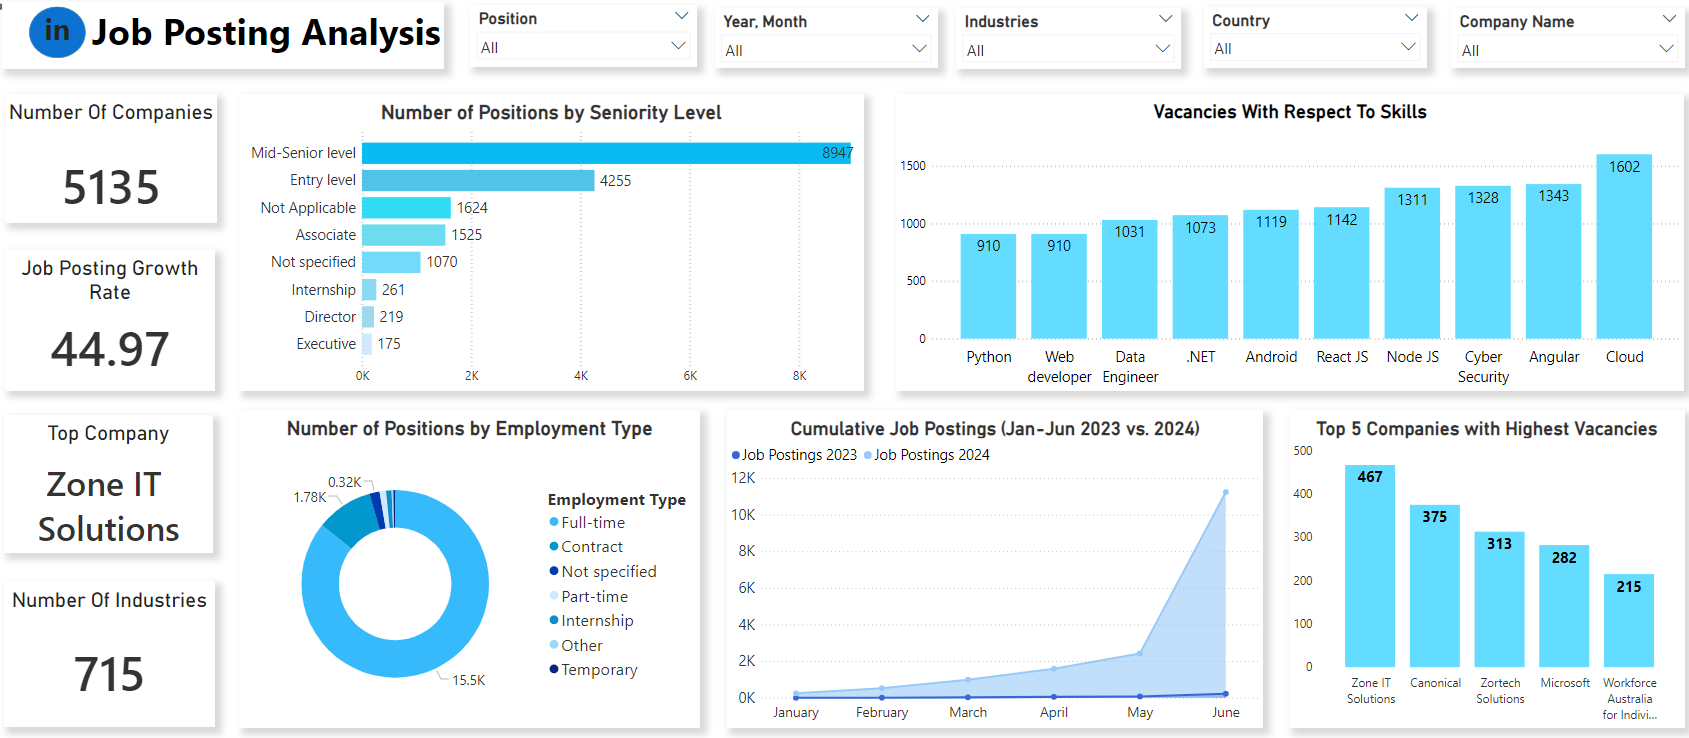 in Job Posting Analysis
Position
All
Year, Month
All
Industries
All
Country
All
Company Name
All
Number Of Companies
5135
Job Posting Growth
Rate
44.97
Top Company
Zone IT
Solutions
Number Of Industries
715
Number of Positions by Seniority Level
Mid-Senior level 8947
Entry level 4255
Not Applicable 1624
Associate 1525
Not specified 1070
Internship 261
Director 219
Executive 175
0K 2K 4K 6K 8K
Vacancies With Respect To Skills
1500
1000
500
0
910 910 1031 1073 1119 1142 1311 1328 1343 1602
Python Web developer Data Engineer .NET Android React JS Node JS Cyber Security Angular Cloud
Number of Positions by Employment Type
0.32K
1.78K
15.5K
Employment Type
Full-time
Contract
Not specified
Part-time
Internship
Other
Temporary
Cumulative Job Postings (Jan-Jun 2023 vs. 2024)
Job Postings 2023 Job Postings 2024
12K
10K
8K
6K
4K
2K
0K
January February March April May June
Top 5 Companies with Highest Vacancies
500
400
300
200
100
0
467 375 313 282 215
Zone IT Solutions Canonical Zortech Solutions Microsoft Workforce Australia for Indivi...